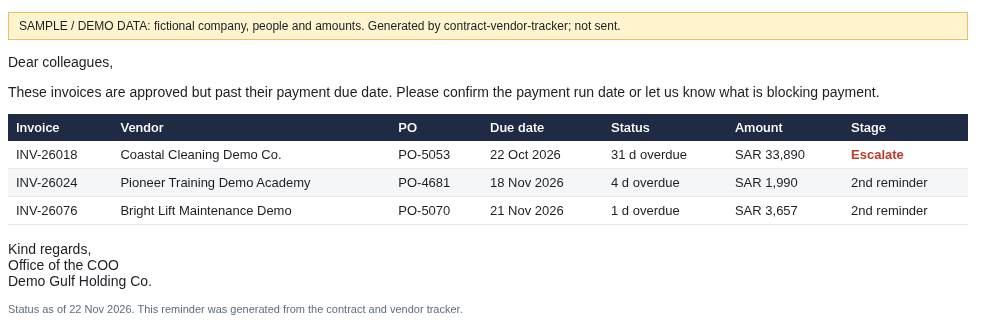 SAMPLE / DEMO DATA: fictional company, people and amounts. Generated by contract-vendor-tracker; not sent.
Dear colleagues,
These invoices are approved but past their payment due date. Please confirm the payment run date or let us know what is blocking payment.
Invoice Vendor PO Due date Status Amount Stage
INV-26018 Coastal Cleaning Demo Co. PO-5053 22 Oct 2026 31 d overdue SAR 33,890 Escalate
INV-26024 Pioneer Training Demo Academy PO-4681 18 Nov 2026 4 d overdue SAR 1,990 2nd reminder
INV-26076 Bright Lift Maintenance Demo PO-5070 21 Nov 2026 1 d overdue SAR 3,657 2nd reminder
Kind regards,
Office of the COO
Demo Gulf Holding Co.
Status as of 22 Nov 2026. This reminder was generated from the contract and vendor tracker.